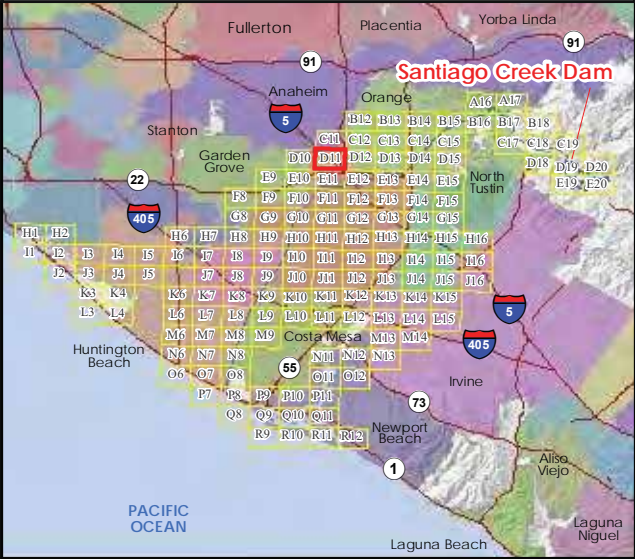 Fullerton
Placentia
Yorba Linda
91
91
Santiago Creek Dam
Anaheim
Orange
5
A16 A17
B12 B13 B14 B15 B16 B17 B18
Stanton
C11 C12 C13 C14 C15 C17 C18 C19
Garden
Grove
D10 D11 D12 D13 D14 D15 D18 D19 D20
North
Tustin
22
E9 E10 E11 E12 E13 E14 E15 E19 E20
405
F8 F9 F10 F11 F12 F13 F14 F15
G8 G9 G10 G11 G12 G13 G14 G15
H1 H2 H6 H7 H8 H9 H10 H11 H12 H13 H14 H15 H16
I1 I2 I3 I4 I5 I6 I7 I8 I9 I10 I11 I12 I13 I14 I15 I16
J2 J3 J4 J5 J7 J8 J9 J10 J11 J12 J13 J14 J15 J16
K3 K4 K6 K7 K8 K9 K10 K11 K12 K13 K14 K15
5
L3 L4 L6 L7 L8 L9 L10 L11 L12 L13 L14 L15
M6 M7 M8 M9 Costa Mesa M13 M14
405
Huntington
Beach
N6 N7 N8 N11 N12 N13
55
O6 O7 O8 O11 O12
Irvine
P7 P8 P9 P10 P11
73
Q8 Q9 Q10 Q11
Newport
Beach
R9 R10 R11 R12
1
Aliso
Viejo
PACIFIC
OCEAN
Laguna
Niguel
Laguna Beach